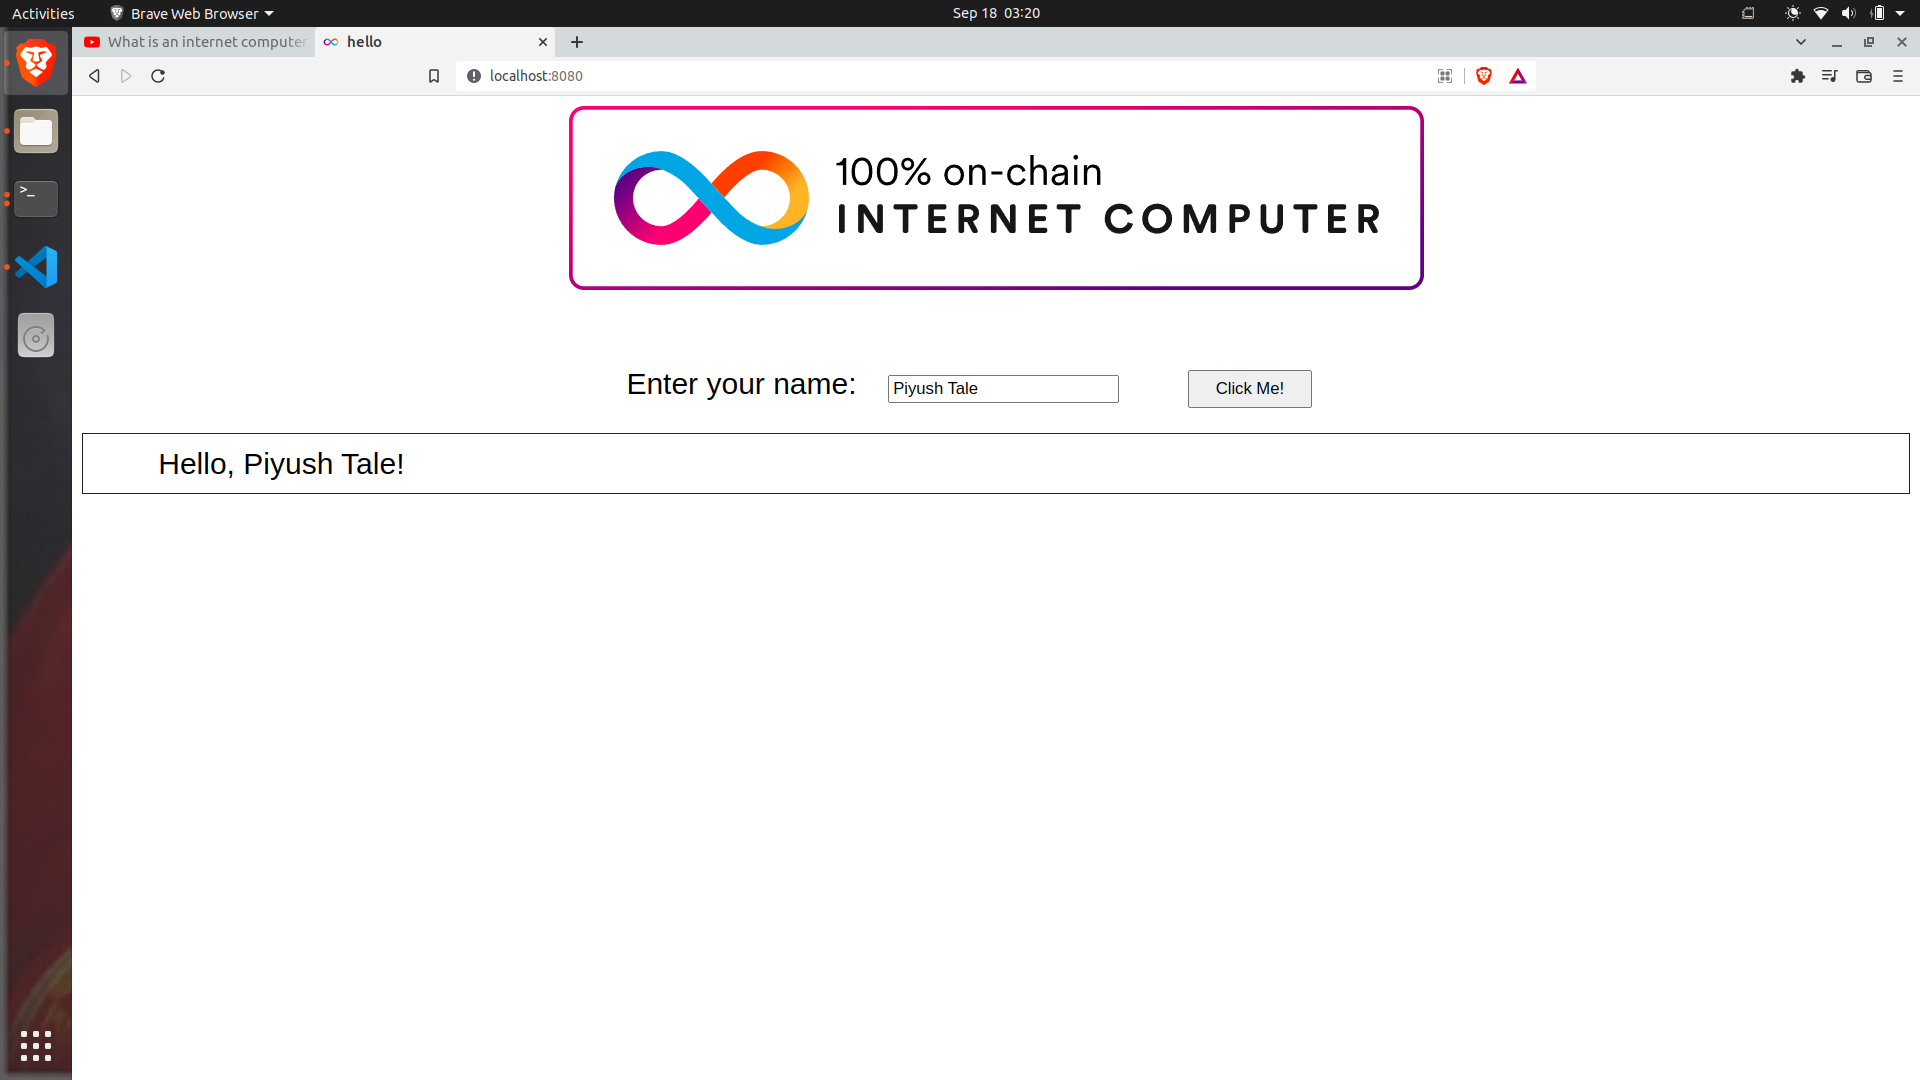 Activities
Brave Web Browser
Sep 18 03:20
What is an internet computer
hello
localhost:8080
100% on-chain
INTERNET COMPUTER
Enter your name:
Piyush Tale
Click Me!
Hello, Piyush Tale!